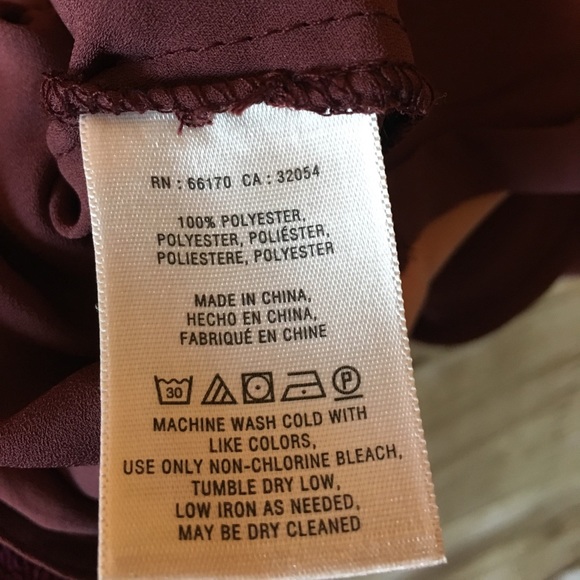 RN : 66170 CA : 32054
100% POLYESTER,
POLYESTER, POLIÉSTER,
POLIESTERE, POLYESTER
MADE IN CHINA,
HECHO EN CHINA,
FABRIQUÉ EN CHINE
30 P
MACHINE WASH COLD WITH
LIKE COLORS,
USE ONLY NON-CHLORINE BLEACH,
TUMBLE DRY LOW,
LOW IRON AS NEEDED,
MAY BE DRY CLEANED